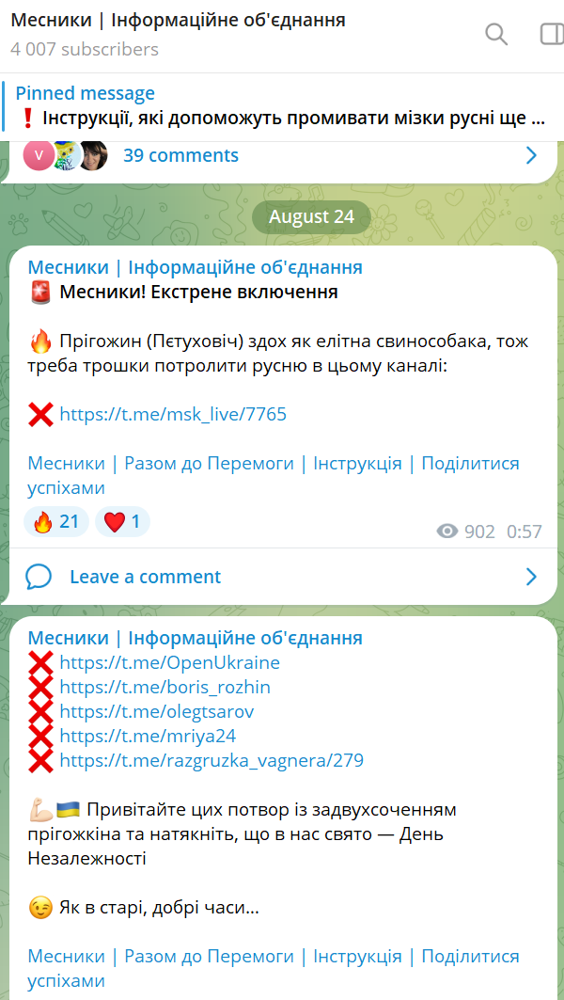 Месники | Інформаційне об'єднання
4 007 subscribers
Pinned message
❗ Інструкції, які допоможуть промивати мізки русні ще ...
V
39 comments
August 24
Месники | Інформаційне об'єднання
🚨 Месники! Екстрене включення
🔥 Прігожин (Пєтуховіч) здох як елітна свинособака, тож
треба трошки потролити русню в цьому каналі:
❌ https://t.me/msk_live/7765
Месники | Разом до Перемоги | Інструкція | Поділитися
успіхами
🔥 21 ❤️ 1
902 0:57
Leave a comment
Месники | Інформаційне об'єднання
❌ https://t.me/OpenUkraine
❌ https://t.me/boris_rozhin
❌ https://t.me/olegtsarov
❌ https://t.me/mriya24
❌ https://t.me/razgruzka_vagnera/279
💪🏻🇺🇦 Привітайте цих потвор із задвухсоченням
прігожкіна та натякніть, що в нас свято — День
Незалежності
😉 Як в старі, добрі часи...
Месники | Разом до Перемоги | Інструкція | Поділитися
успіхами